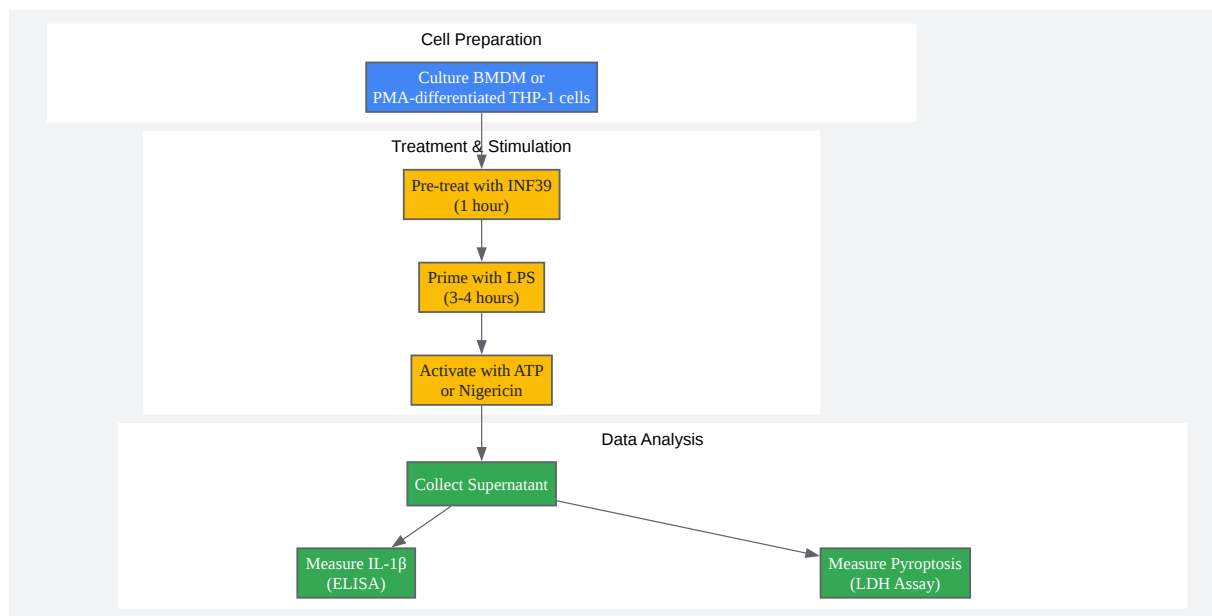 Cell Preparation
Culture BMDM or
PMA-differentiated THP-1 cells
Treatment & Stimulation
Pre-treat with INF39
(1 hour)
Prime with LPS
(3-4 hours)
Activate with ATP
or Nigericin
Data Analysis
Collect Supernatant
Measure IL-1β
(ELISA)
Measure Pyroptosis
(LDH Assay)